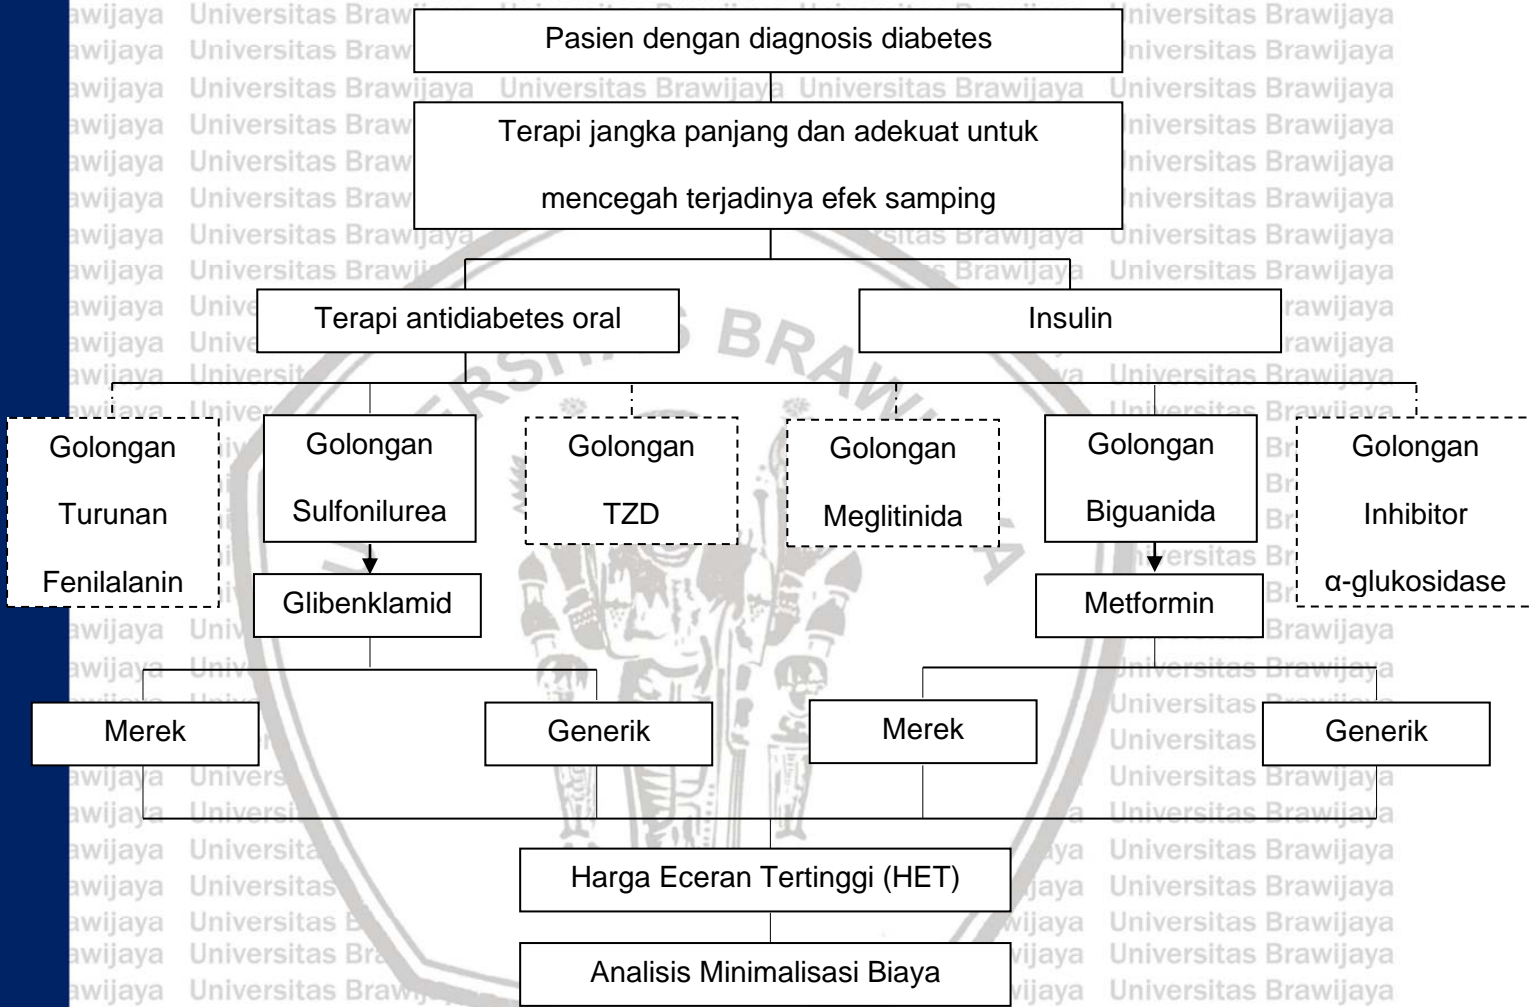 Pasien dengan diagnosis diabetes
Terapi jangka panjang dan adekuat untuk
mencegah terjadinya efek samping
Terapi antidiabetes oral
Insulin
Golongan
Turunan
Fenilalanin
Golongan
Sulfonilurea
Golongan
TZD
Golongan
Meglitinida
Golongan
Biguanida
Golongan
Inhibitor
α-glukosidase
Glibenklamid
Metformin
Merek
Generik
Merek
Generik
Harga Eceran Tertinggi (HET)
Analisis Minimalisasi Biaya